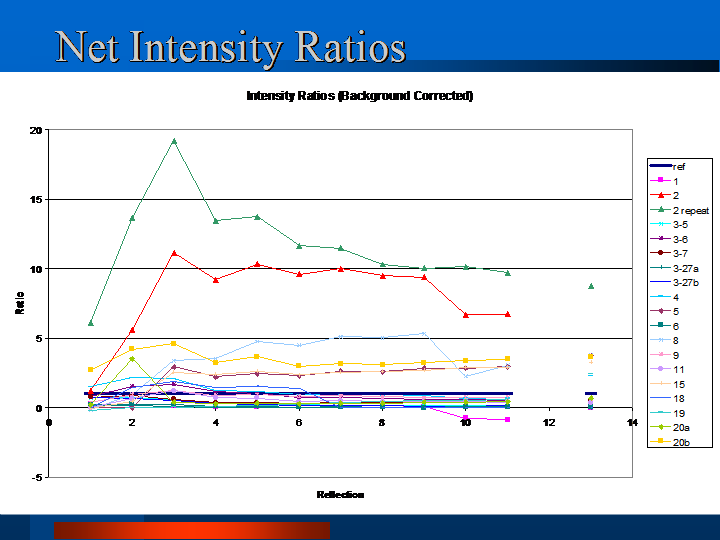 Net Intensity Ratios
Intensity Ratios (Background Corrected)
20
15
10
5
0
-5
0 2 4 6 8 10 12 14
Ratio
Reflection
ref
1
2
2 repeat
3-5
3-6
3-7
3-27a
3-27b
4
5
6
8
9
11
15
18
19
20a
20b